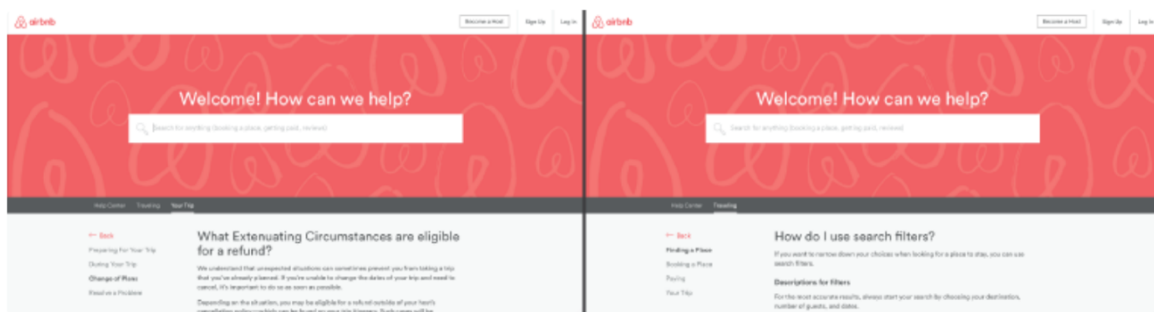 airbnb
Become a Host
Sign Up
Log In
Welcome! How can we help?
Search for anything (booking a place, getting paid, reviews)
Help Center
Traveling
Your Trip
← Back
Preparing For Your Trip
During Your Trip
Change of Plans
Resolve a Problem
What Extenuating Circumstances are eligible
for a refund?
We understand that unexpected situations can sometimes prevent you from taking a trip
that you've already planned. If you're unable to change the dates of your trip and need to
cancel, it's important to do so as soon as possible.
Depending on the situation, you may be eligible for a refund outside of your host's
airbnb
Become a Host
Sign Up
Log In
Welcome! How can we help?
Search for anything (booking a place, getting paid, reviews)
Help Center
Traveling
← Back
Finding a Place
Booking a Place
Paying
Your Trip
How do I use search filters?
If you want to narrow down your choices when looking for a place to stay, you can use
search filters.
Descriptions for filters
For the most accurate results, always start your search by choosing your destination,
number of guests, and dates.